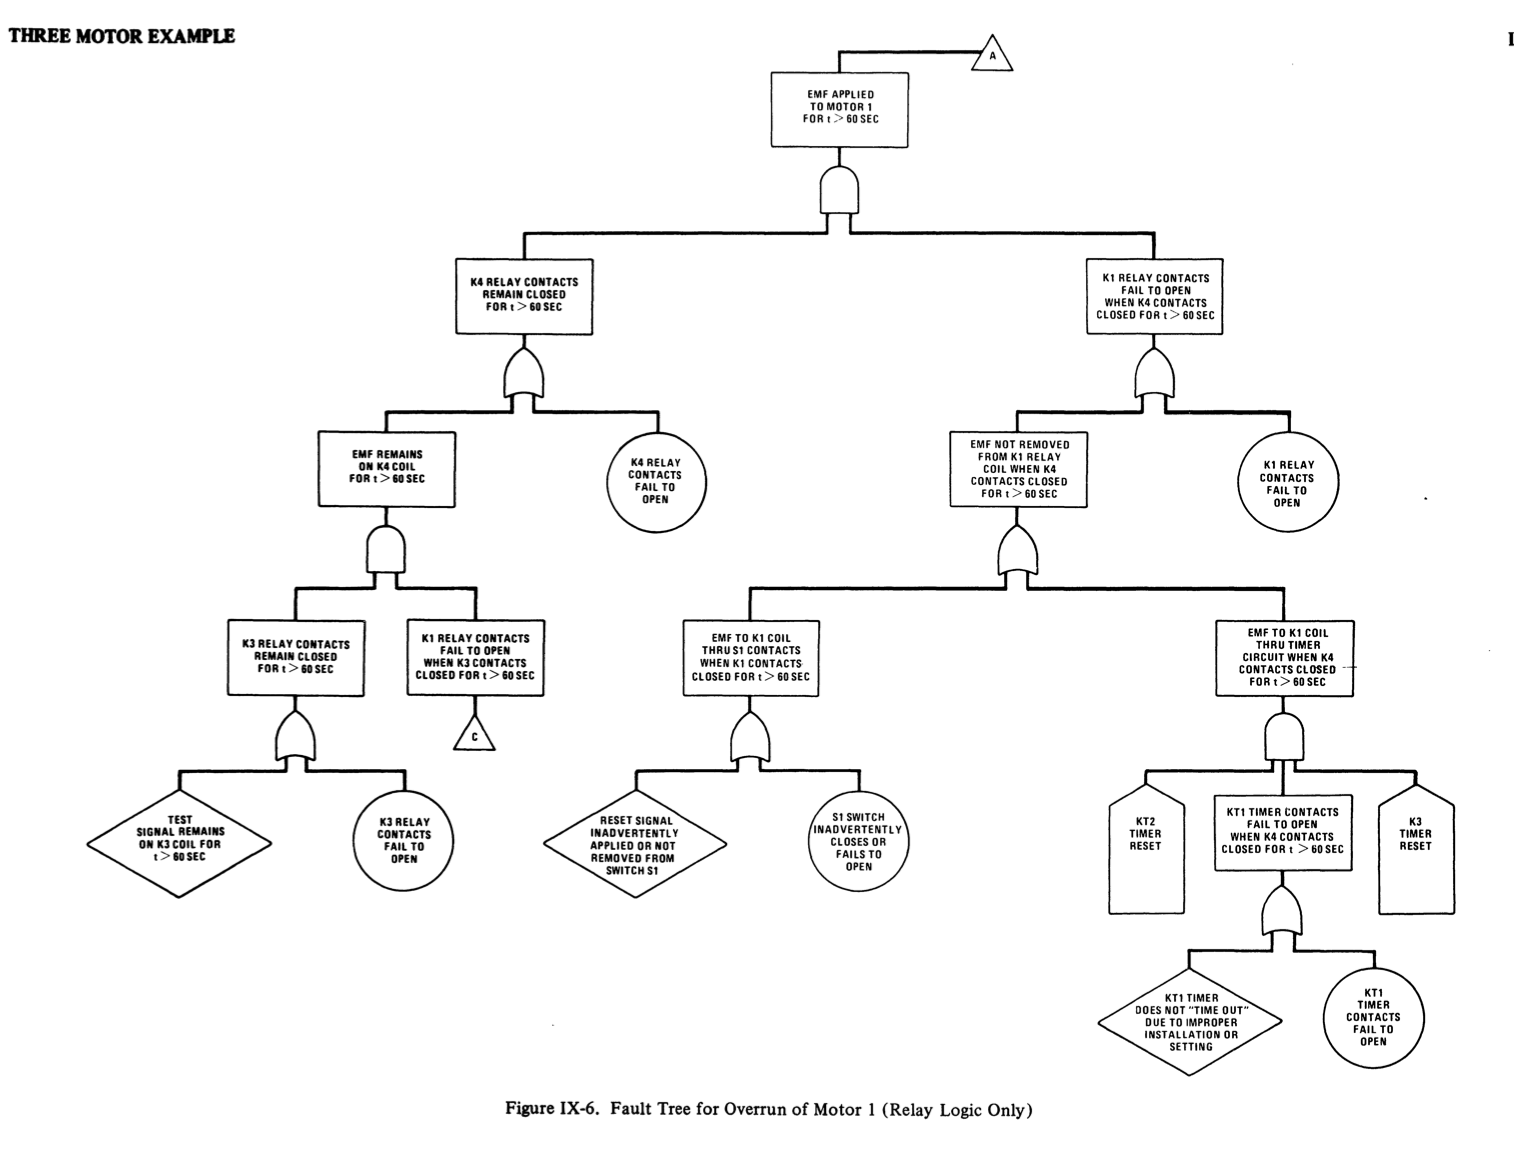 THREE MOTOR EXAMPLE
I
A
EMF APPLIED
TO MOTOR 1
FOR t > 60 SEC
K4 RELAY CONTACTS
REMAIN CLOSED
FOR t > 60 SEC
K1 RELAY CONTACTS
FAIL TO OPEN
WHEN K4 CONTACTS
CLOSED FOR t > 60 SEC
EMF REMAINS
ON K4 COIL
FOR t > 60 SEC
K4 RELAY
CONTACTS
FAIL TO
OPEN
EMF NOT REMOVED
FROM K1 RELAY
COIL WHEN K4
CONTACTS CLOSED
FOR t > 60 SEC
K1 RELAY
CONTACTS
FAIL TO
OPEN
K3 RELAY CONTACTS
REMAIN CLOSED
FOR t > 60 SEC
K1 RELAY CONTACTS
FAIL TO OPEN
WHEN K3 CONTACTS
CLOSED FOR t > 60 SEC
C
EMF TO K1 COIL
THRU S1 CONTACTS
WHEN K1 CONTACTS
CLOSED FOR t > 60 SEC
EMF TO K1 COIL
THRU TIMER
CIRCUIT WHEN K4
CONTACTS CLOSED
FOR t > 60 SEC
TEST
SIGNAL REMAINS
ON K3 COIL FOR
t > 60 SEC
K3 RELAY
CONTACTS
FAIL TO
OPEN
RESET SIGNAL
INADVERTENTLY
APPLIED OR NOT
REMOVED FROM
SWITCH S1
S1 SWITCH
INADVERTENTLY
CLOSES OR
FAILS TO
OPEN
KT2
TIMER
RESET
KT1 TIMER CONTACTS
FAIL TO OPEN
WHEN K4 CONTACTS
CLOSED FOR t > 60 SEC
K3
TIMER
RESET
KT1 TIMER
DOES NOT "TIME OUT"
DUE TO IMPROPER
INSTALLATION OR
SETTING
KT1
TIMER
CONTACTS
FAIL TO
OPEN
Figure IX-6. Fault Tree for Overrun of Motor 1 (Relay Logic Only)